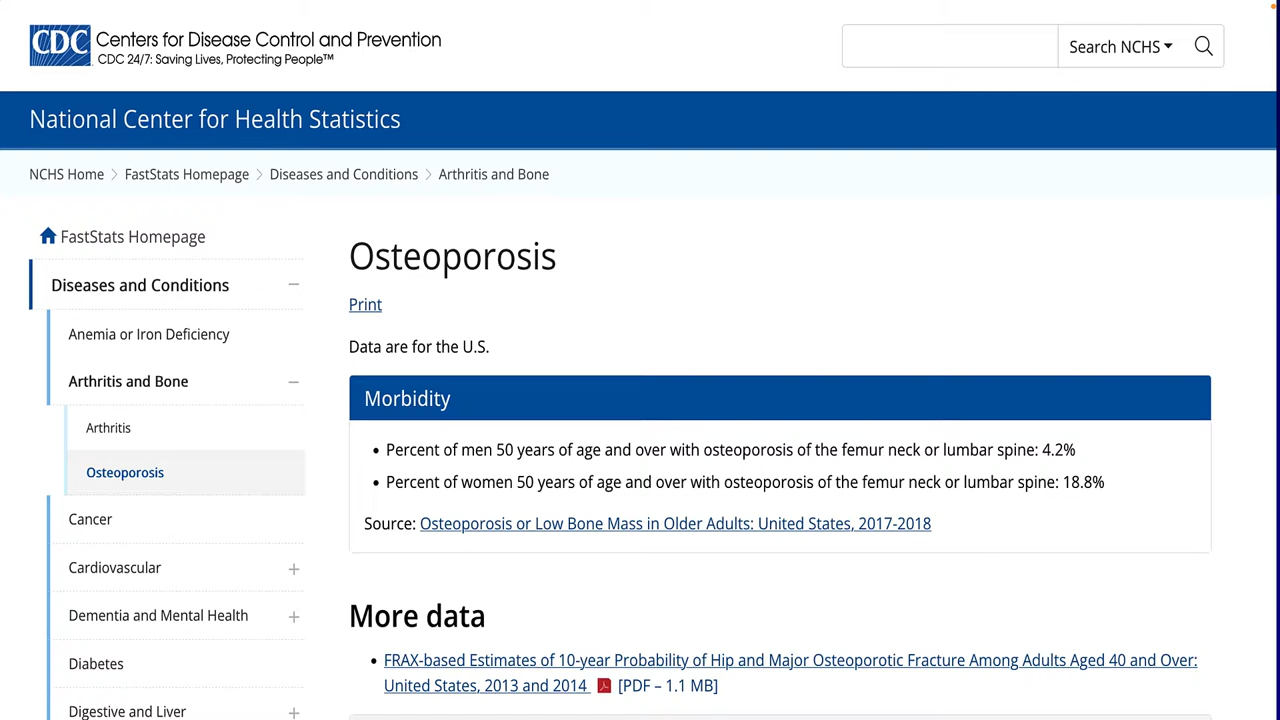 CDC Centers for Disease Control and Prevention
CDC 24/7: Saving Lives, Protecting People™
Search NCHS
National Center for Health Statistics
NCHS Home > FastStats Homepage > Diseases and Conditions > Arthritis and Bone
FastStats Homepage
Diseases and Conditions
Anemia or Iron Deficiency
Arthritis and Bone
Arthritis
Osteoporosis
Cancer
Cardiovascular
Dementia and Mental Health
Diabetes
Digestive and Liver
Osteoporosis
Print
Data are for the U.S.
Morbidity
• Percent of men 50 years of age and over with osteoporosis of the femur neck or lumbar spine: 4.2%
• Percent of women 50 years of age and over with osteoporosis of the femur neck or lumbar spine: 18.8%
Source: Osteoporosis or Low Bone Mass in Older Adults: United States, 2017-2018
More data
• FRAX-based Estimates of 10-year Probability of Hip and Major Osteoporotic Fracture Among Adults Aged 40 and Over:
United States, 2013 and 2014 [PDF – 1.1 MB]